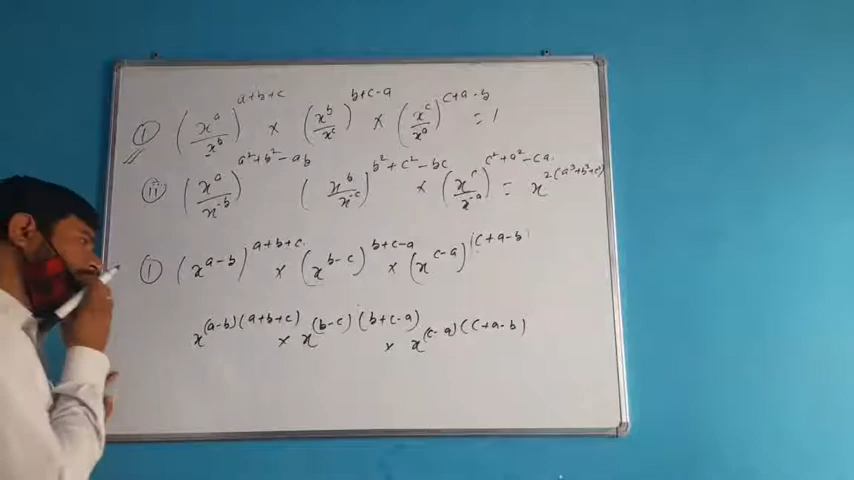 (i) (x^a/x^b)^(a+b+c) × (x^b/x^c)^(b+c-a) × (x^c/x^a)^(c+a-b) = 1
(ii) (x^a/x^-b)^(a²+b²-ab) (x^b/x^-c)^(b²+c²-bc) × (x^c/x^-a)^(c²+a²-ca) = x^2(a³+b³+c³)
(i) (x^(a-b))^(a+b+c) × (x^(b-c))^(b+c-a) × (x^(c-a))^(c+a-b)
x^(a-b)(a+b+c) × x^(b-c)(b+c-a) × x^(c-a)(c+a-b)